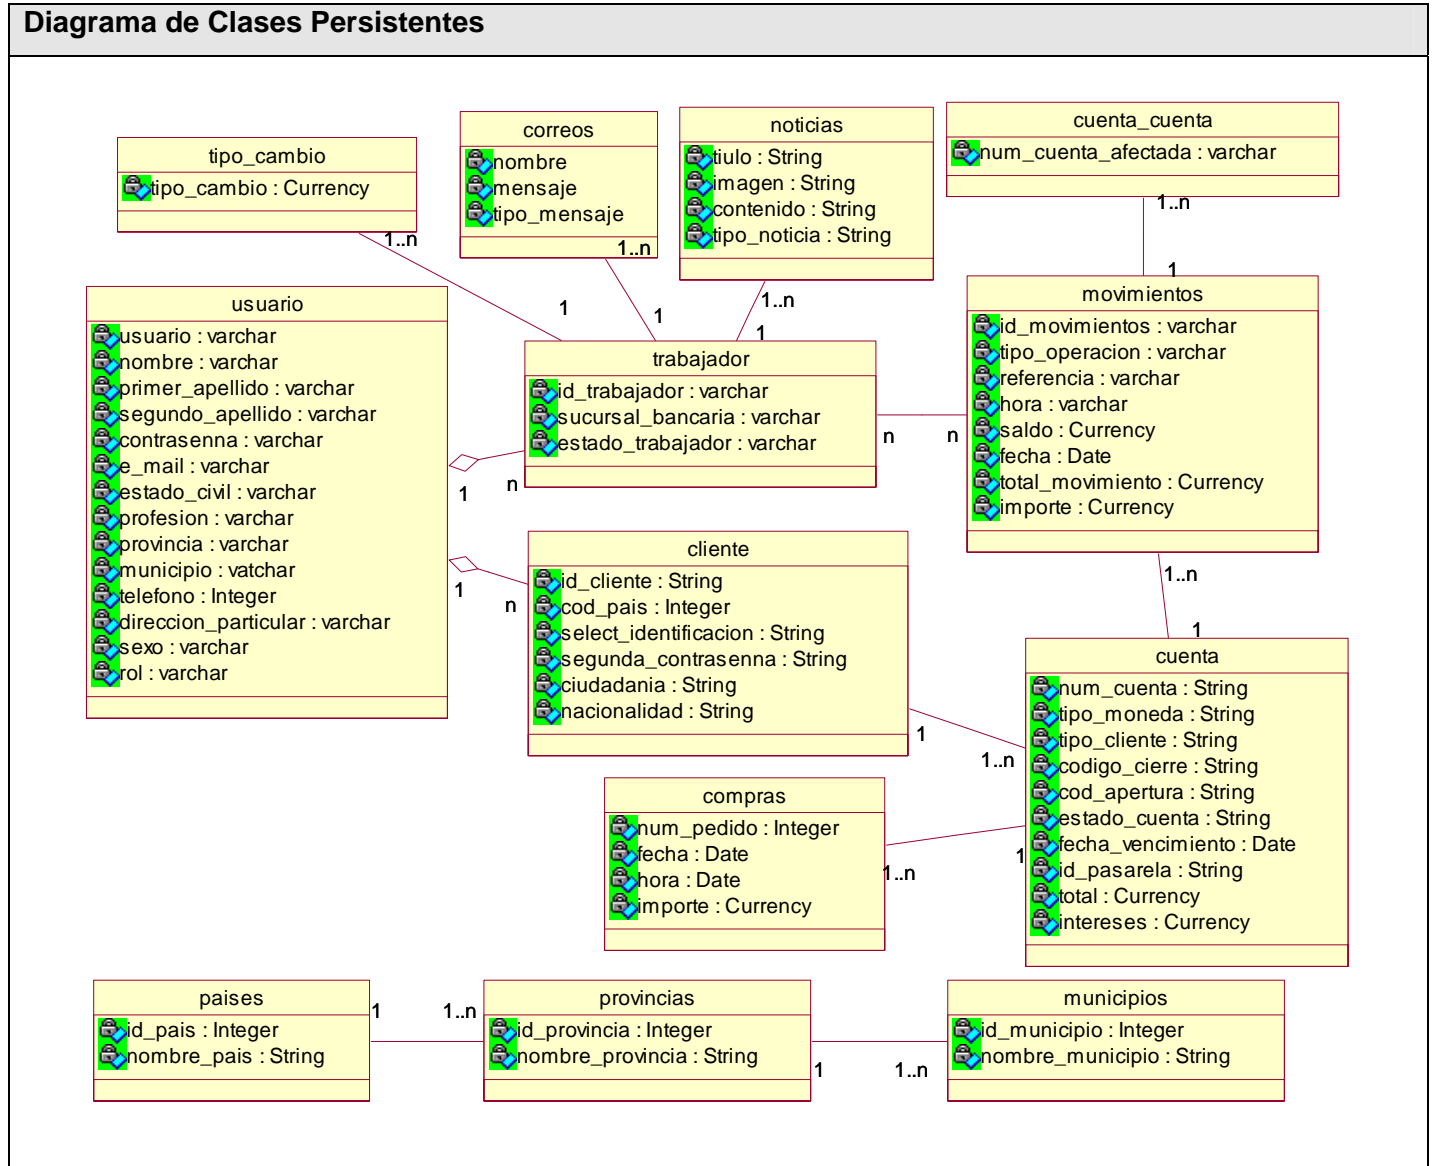 Diagrama de Clases Persistentes
tipo_cambio
tipo_cambio : Currency
1..n
1
correos
nombre
mensaje
tipo_mensaje
1..n
1
noticias
tiulo : String
imagen : String
contenido : String
tipo_noticia : String
1..n
1
cuenta_cuenta
num_cuenta_afectada : varchar
1..n
1
usuario
usuario : varchar
nombre : varchar
primer_apellido : varchar
segundo_apellido : varchar
contrasenna : varchar
e_mail : varchar
estado_civil : varchar
profesion : varchar
provincia : varchar
municipio : vatchar
telefono : Integer
direccion_particular : varchar
sexo : varchar
rol : varchar
1
n
1
n
trabajador
id_trabajador : varchar
sucursal_bancaria : varchar
estado_trabajador : varchar
n
n
movimientos
id_movimientos : varchar
tipo_operacion : varchar
referencia : varchar
hora : varchar
saldo : Currency
fecha : Date
total_movimiento : Currency
importe : Currency
1..n
1
cliente
id_cliente : String
cod_pais : Integer
select_identificacion : String
segunda_contrasenna : String
ciudadania : String
nacionalidad : String
1
1..n
cuenta
num_cuenta : String
tipo_moneda : String
tipo_cliente : String
codigo_cierre : String
cod_apertura : String
estado_cuenta : String
fecha_vencimiento : Date
id_pasarela : String
total : Currency
intereses : Currency
compras
num_pedido : Integer
fecha : Date
hora : Date
importe : Currency
1..n
1
paises
id_pais : Integer
nombre_pais : String
1
1..n
provincias
id_provincia : Integer
nombre_provincia : String
1
1..n
municipios
id_municipio : Integer
nombre_municipio : String